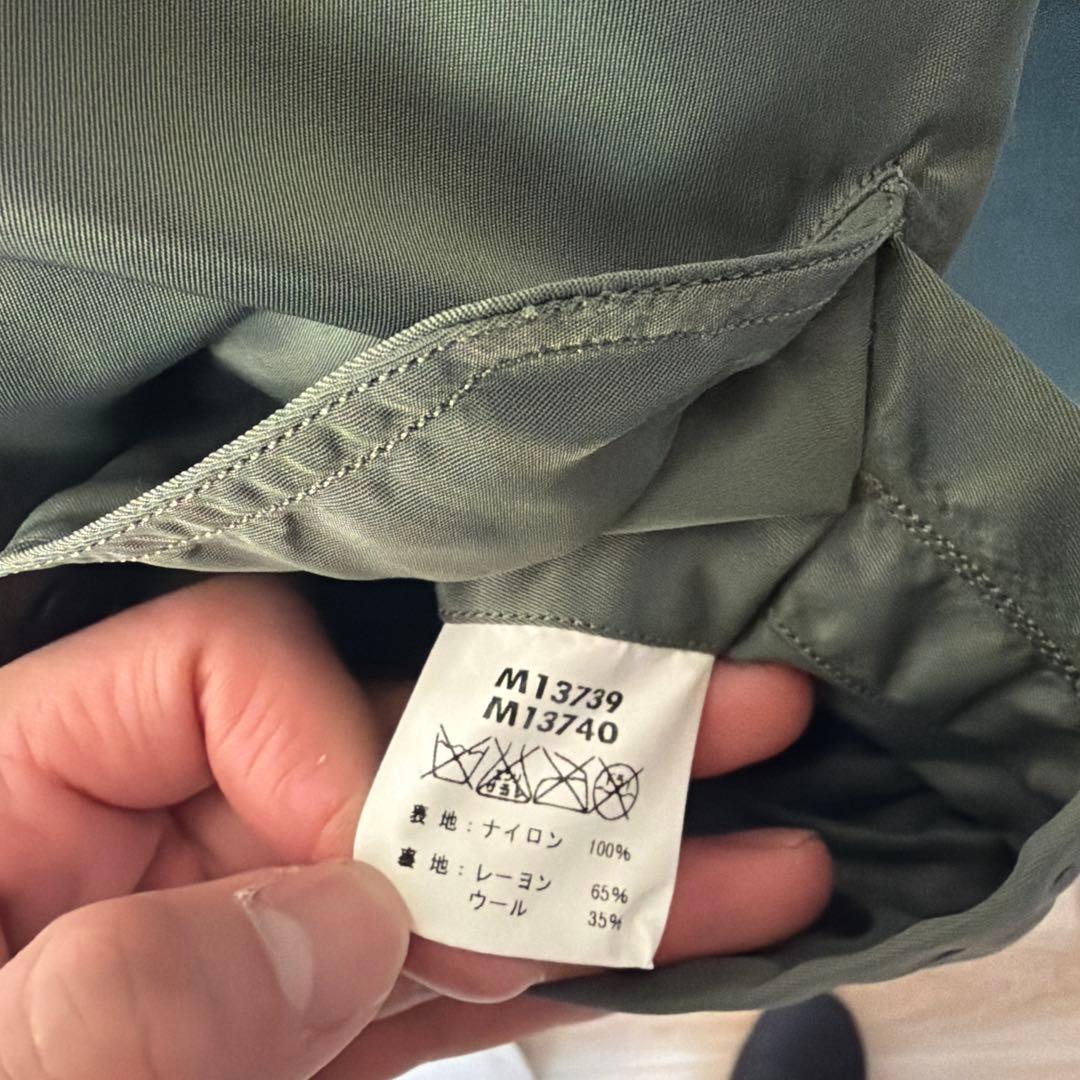 M13739
M13740
表 地：ナイロン 100%
裏 地：レーヨン 65%
ウール 35%